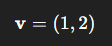 v = (1, 2)